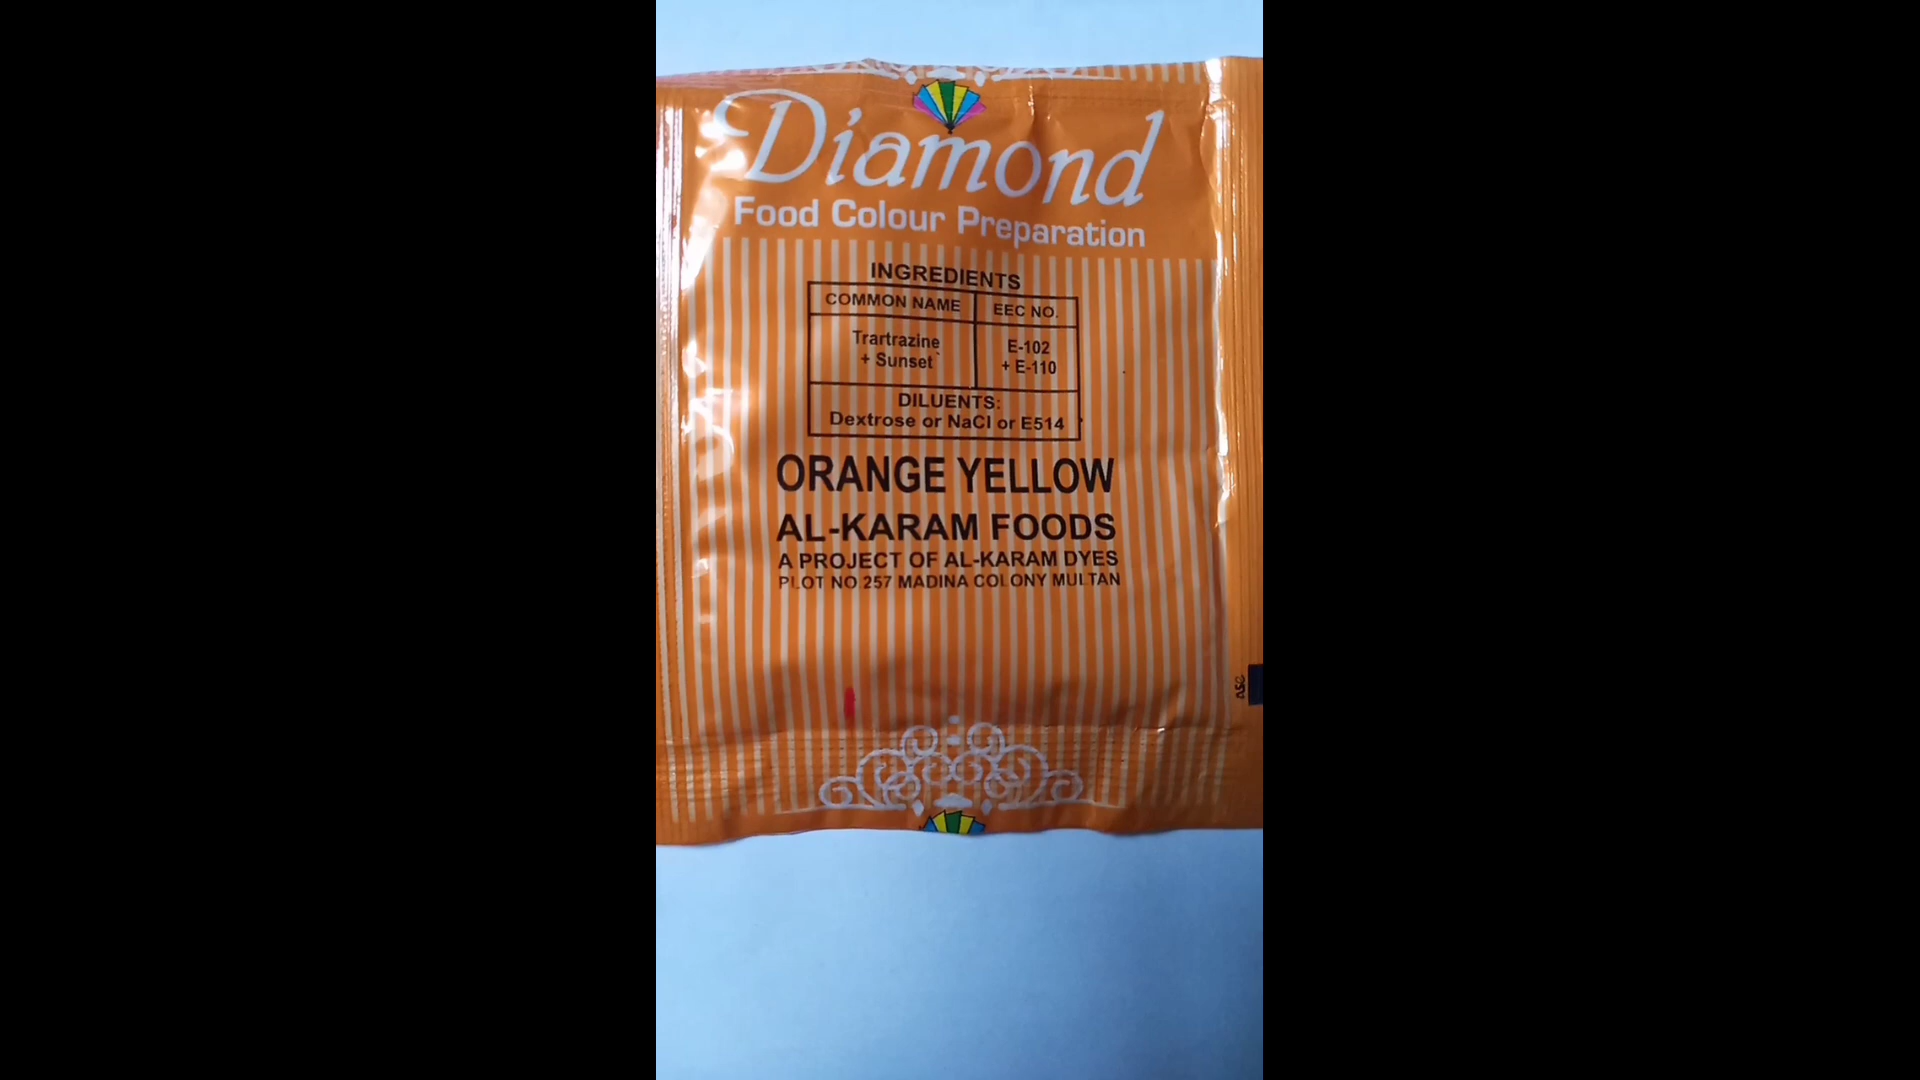 Diamond
Food Colour Preparation
INGREDIENTS
COMMON NAME EEC NO.
Trartrazine E-102
+ Sunset + E-110
DILUENTS:
Dextrose or NaCl or E514
ORANGE YELLOW
AL-KARAM FOODS
A PROJECT OF AL-KARAM DYES
PLOT NO.257 MADINA COLONY MULTAN